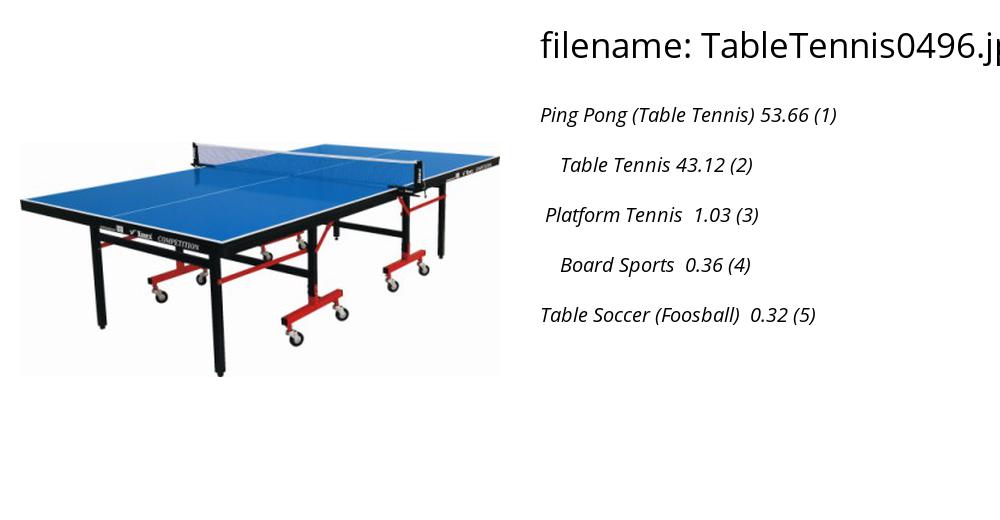 filename: TableTennis0496.jp
Ping Pong (Table Tennis) 53.66 (1)
Table Tennis 43.12 (2)
Platform Tennis 1.03 (3)
Board Sports 0.36 (4)
Table Soccer (Foosball) 0.32 (5)
COMPETITION